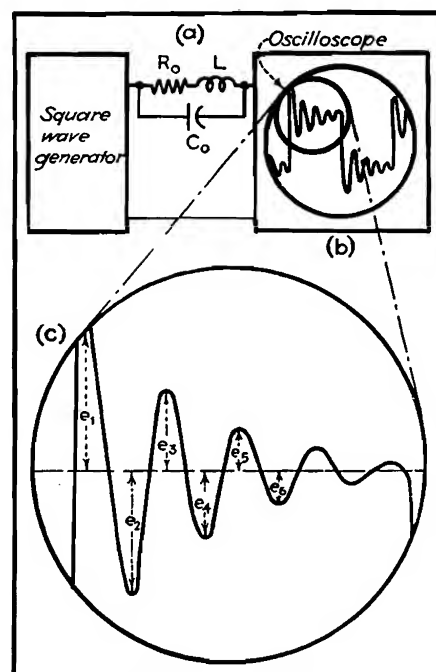 (a)
Oscilloscope
R₀
L
C₀
Square
wave
generator
(b)
(c)
e₁
e₃
e₅
e₂
e₄
e₆